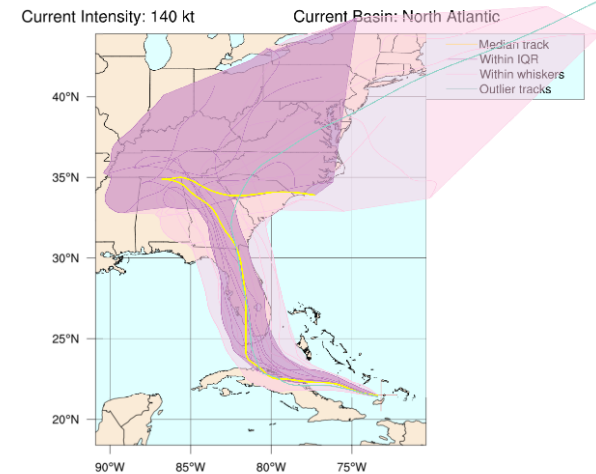 Current Intensity: 140 kt
Current Basin: North Atlantic
Median track
Within IQR
Within whiskers
Outlier tracks
40°N
35°N
30°N
25°N
20°N
90°W 85°W 80°W 75°W